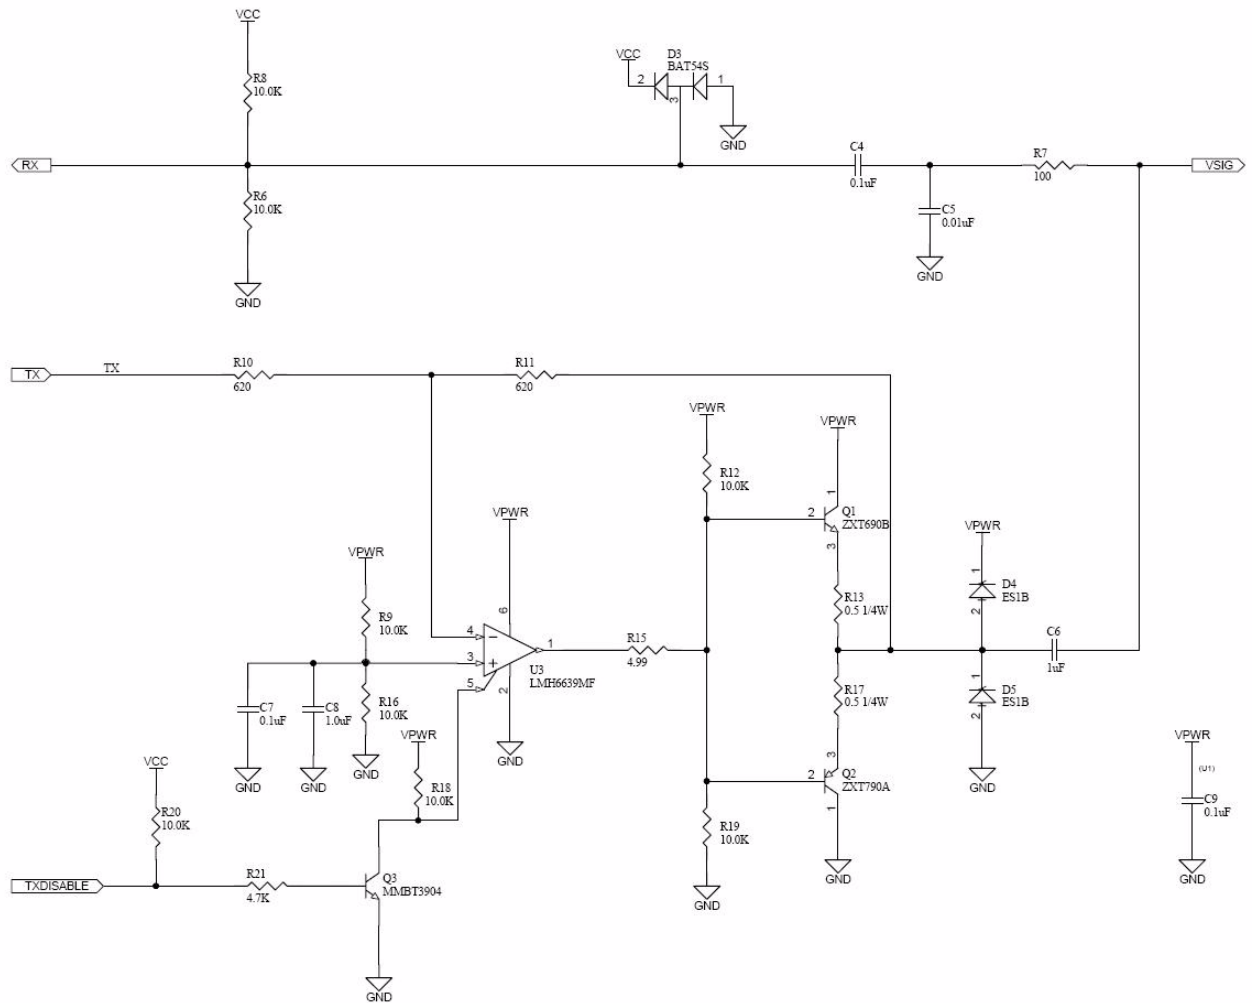 VCC
R8
10.0K
VCC
D3
BAT54S
2
1
3
GND
RX
C4
0.1uF
R7
100
VSIG
R6
10.0K
C5
0.01uF
GND
GND
TX
TX
R10
620
R11
620
VPWR
VPWR
R12
10.0K
1
2
Q1
ZXT690B
3
VPWR
VPWR
VPWR
1
D4
ES1B
2
R13
0.5 1/4W
R9
10.0K
6
4
3
5
1
2
U3
LMH6639MF
R15
4.99
C6
1uF
C7
0.1uF
C8
1.0uF
R16
10.0K
R17
0.5 1/4W
1
D5
ES1B
2
VPWR
GND
GND
GND
GND
VPWR
(U1)
VCC
R18
10.0K
3
2
Q2
ZXT790A
1
GND
C9
0.1uF
R20
10.0K
R19
10.0K
GND
GND
TXDISABLE
R21
4.7K
Q3
MMBT3904
GND
GND